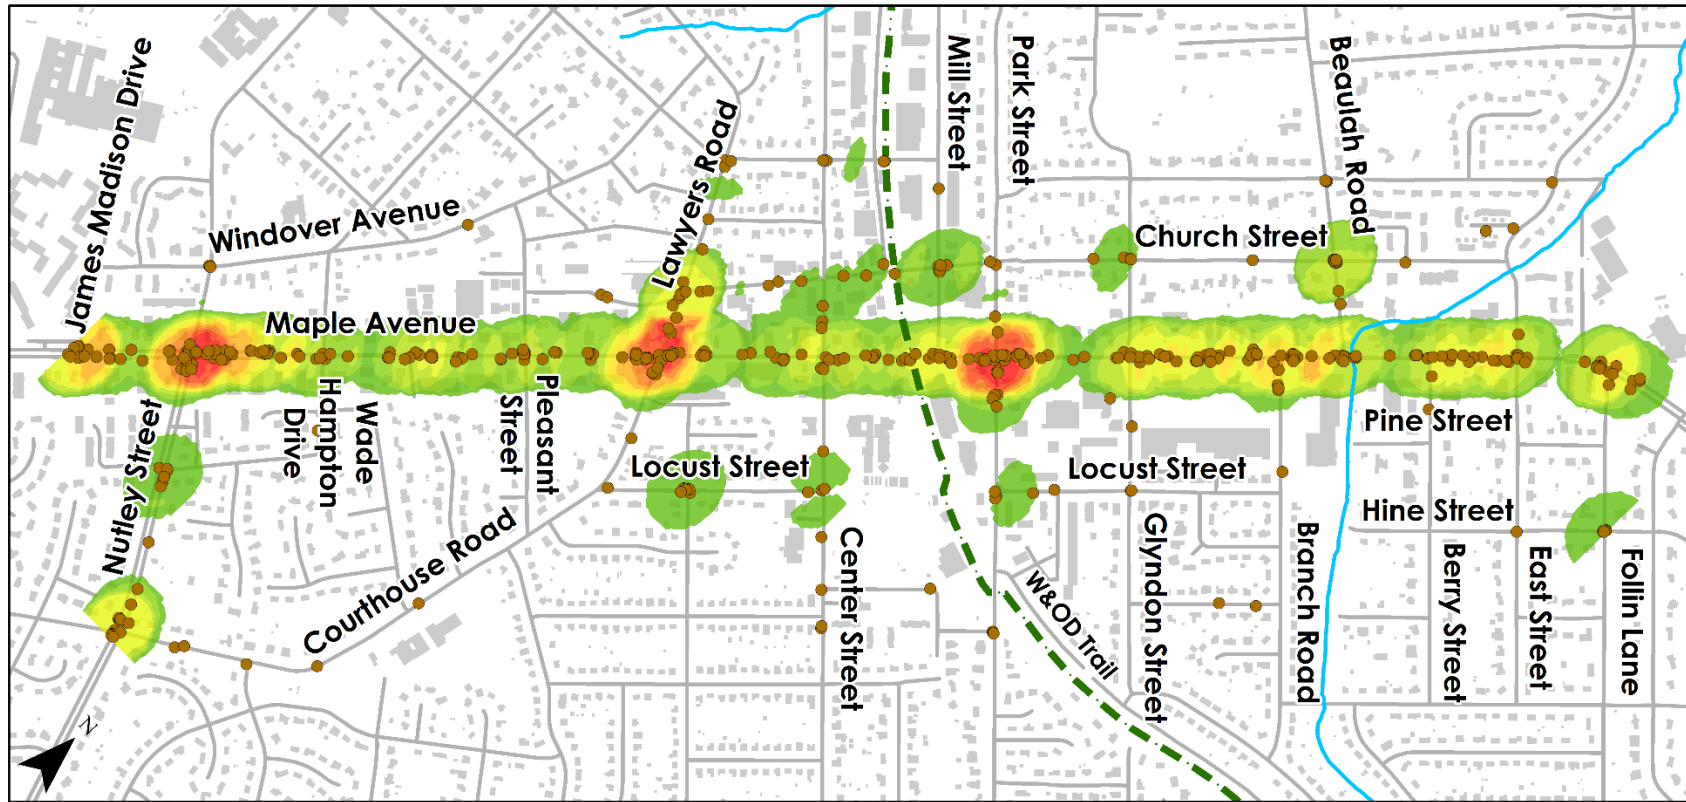 James Madison Drive
Windover Avenue
Lawyers Road
Mill Street
Park Street
Beaulah Road
Church Street
Maple Avenue
Nutley Street
Hampton
Drive
Wade
Pleasant
Street
Courthouse Road
Locust Street
Center Street
Locust Street
W&OD Trail
Glyndon Street
Branch Road
Pine Street
Hine Street
Berry Street
East Street
Follin Lane
N